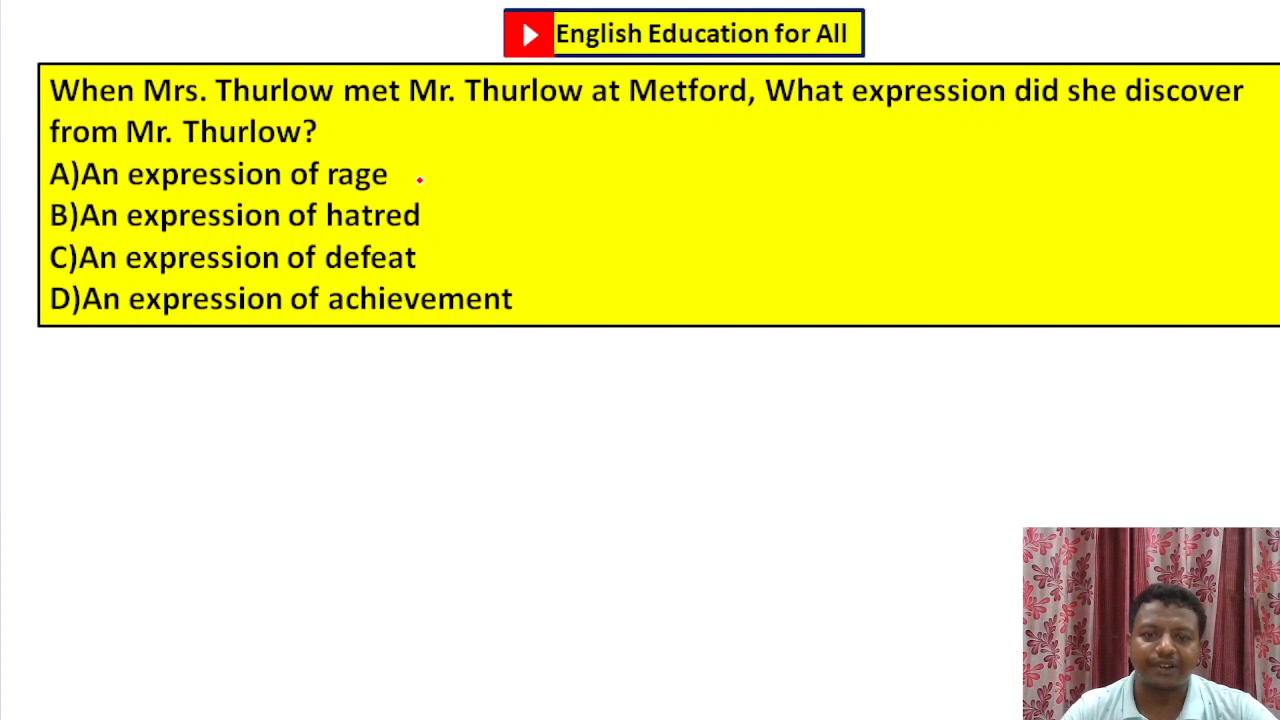 English Education for All
When Mrs. Thurlow met Mr. Thurlow at Metford, What expression did she discover
from Mr. Thurlow?
A)An expression of rage
B)An expression of hatred
C)An expression of defeat
D)An expression of achievement